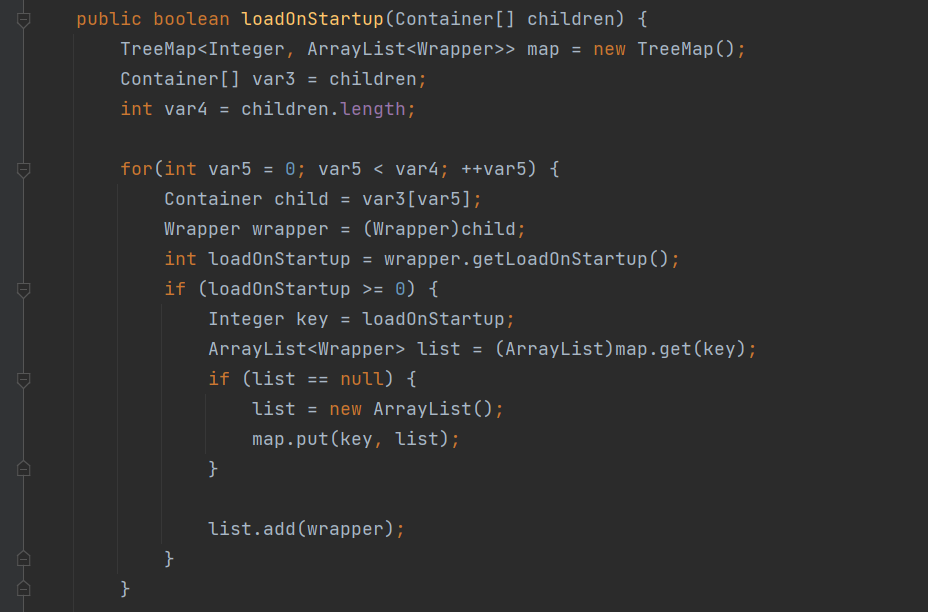 public boolean loadOnStartup(Container[] children) {
TreeMap<Integer, ArrayList<Wrapper>> map = new TreeMap();
Container[] var3 = children;
int var4 = children.length;
for(int var5 = 0; var5 < var4; ++var5) {
Container child = var3[var5];
Wrapper wrapper = (Wrapper)child;
int loadOnStartup = wrapper.getLoadOnStartup();
if (loadOnStartup >= 0) {
Integer key = loadOnStartup;
ArrayList<Wrapper> list = (ArrayList)map.get(key);
if (list == null) {
list = new ArrayList();
map.put(key, list);
}
list.add(wrapper);
}
}